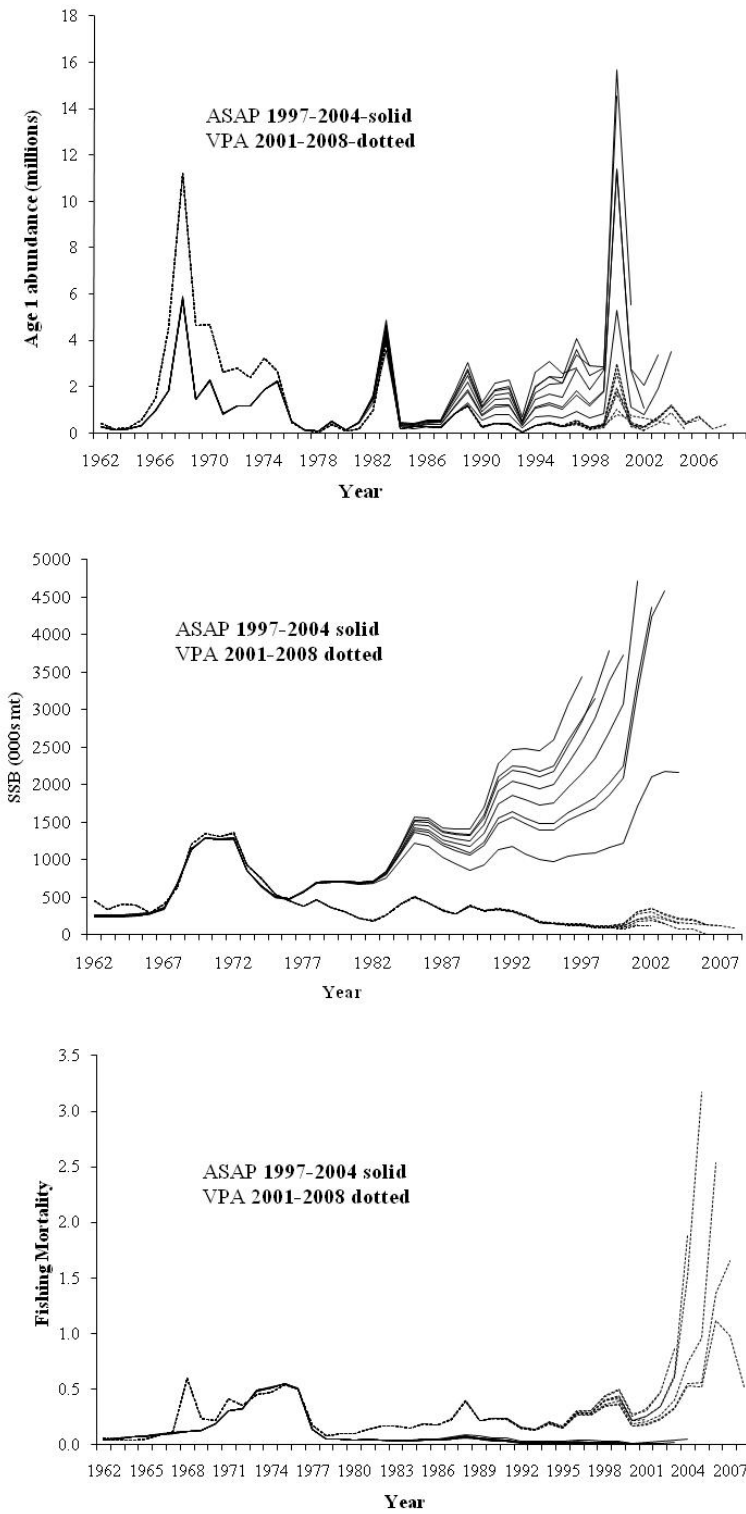 18
16
14
12
10
8
6
4
2
0
Age 1 abundance (millions)
ASAP 1997-2004-solid
VPA 2001-2008-dotted
1962 1966 1970 1974 1978 1982 1986 1990 1994 1998 2002 2006
Year
5000
4500
4000
3500
3000
2500
2000
1500
1000
500
0
SSB (000s mt)
ASAP 1997-2004 solid
VPA 2001-2008 dotted
1962 1967 1972 1977 1982 1987 1992 1997 2002 2007
Year
3.5
3.0
2.5
2.0
1.5
1.0
0.5
0.0
Fishing Mortality
ASAP 1997-2004 solid
VPA 2001-2008 dotted
1962 1965 1968 1971 1974 1977 1980 1983 1986 1989 1992 1995 1998 2001 2004 2007
Year